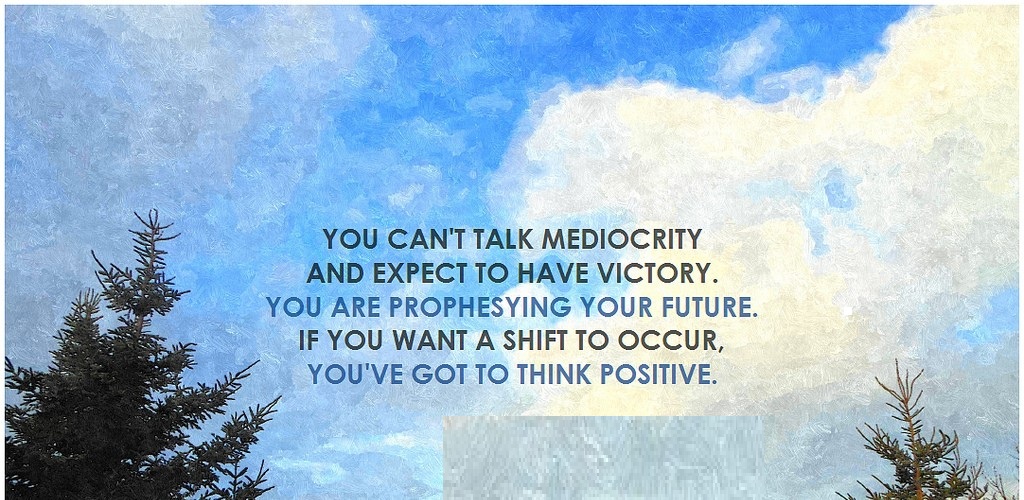 YOU CAN'T TALK MEDIOCRITY
AND EXPECT TO HAVE VICTORY.
YOU ARE PROPHESYING YOUR FUTURE.
IF YOU WANT A SHIFT TO OCCUR,
YOU'VE GOT TO THINK POSITIVE.